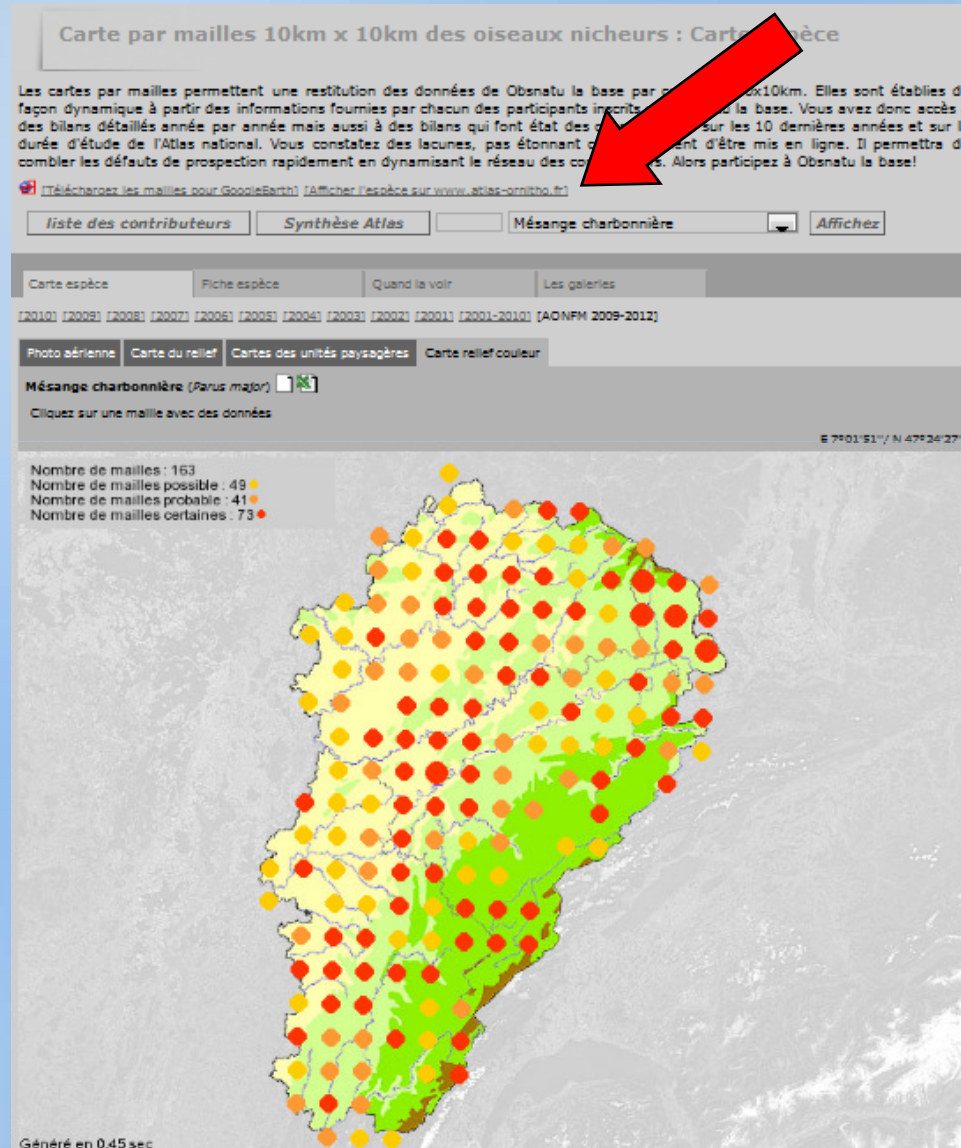 Carte par mailles 10km x 10km des oiseaux nicheurs : Carte espèce
Les cartes par mailles permettent une restitution des données de Obsnatu la base par 10x10km. Elles sont établies
façon dynamique à partir des informations fournies par chacun des participants inscrits la base. Vous avez donc accès
des bilans détaillés année par année mais aussi à des bilans qui font état des sur les 10 dernières années et sur
durée d'étude de l'Atlas national. Vous constatez des lacunes, pas étonnant d'être mis en ligne. Il permettra
combler les défauts de prospection rapidement en dynamisant le réseau des Alors participez à Obsnatu la base!
[Téléchargez les mailles pour GoogleEarth] [Afficher l'espèce sur www.atlas-ornitho.fr]
liste des contributeurs Synthèse Atlas Mésange charbonnière Affichez
Carte espèce Fiche espèce Quand la voir Les galeries
[2010] [2009] [2008] [2007] [2006] [2005] [2004] [2003] [2002] [2001] [2001-2010] [AONFM 2009-2012]
Photo aérienne Carte du relief Cartes des unités paysagères Carte relief couleur
Mésange charbonnière (Parus major)
Cliquez sur une maille avec des données
E 7°01'51"/ N 47°24'27"
Nombre de mailles : 163
Nombre de mailles possible : 49
Nombre de mailles probable : 41
Nombre de mailles certaines : 73
Généré en 0.45 sec